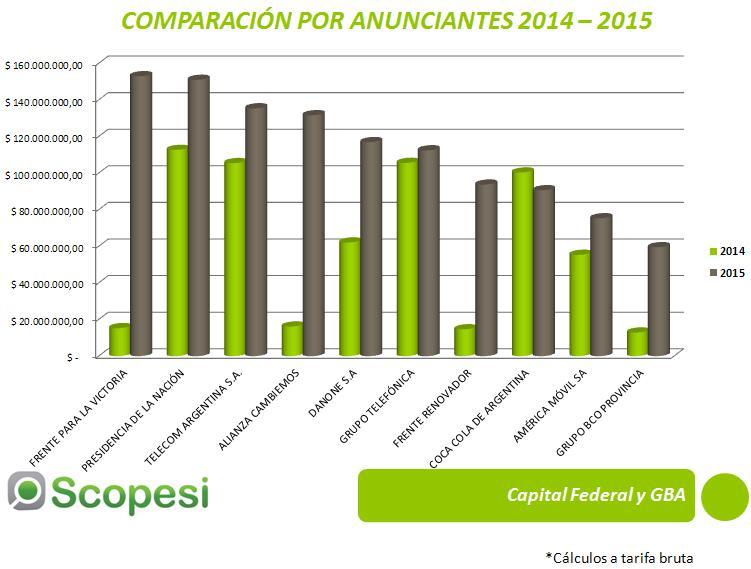 COMPARACIÓN POR ANUNCIANTES 2014 – 2015
$ 160.000.000,00
$ 140.000.000,00
$ 120.000.000,00
$ 100.000.000,00
$ 80.000.000,00
$ 60.000.000,00
$ 40.000.000,00
$ 20.000.000,00
$ -
2014
2015
FRENTE PARA LA VICTORIA
PRESIDENCIA DE LA NACIÓN
TELECOM ARGENTINA S.A.
ALIANZA CAMBIEMOS
DANONE S.A
GRUPO TELEFÓNICA
FRENTE RENOVADOR
COCA COLA DE ARGENTINA
AMÉRICA MÓVIL SA
GRUPO BCO PROVINCIA
Scopesi
Capital Federal y GBA
*Cálculos a tarifa bruta